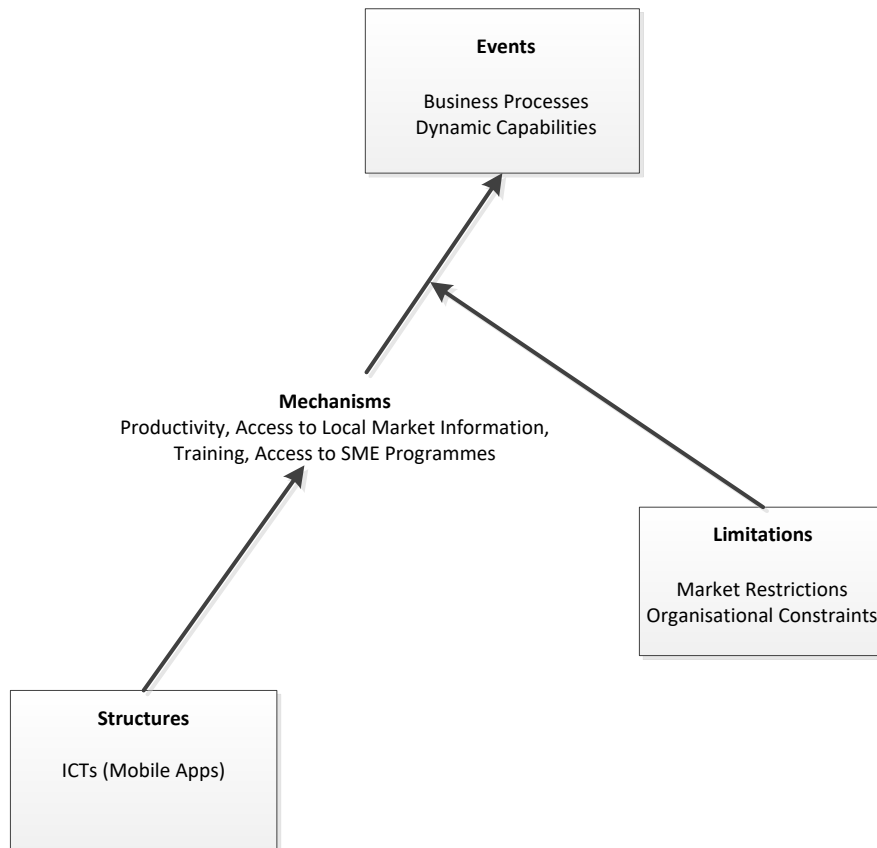 Events
Business Processes
Dynamic Capabilities
Mechanisms
Productivity, Access to Local Market Information,
Training, Access to SME Programmes
Limitations
Market Restrictions
Organisational Constraints
Structures
ICTs (Mobile Apps)